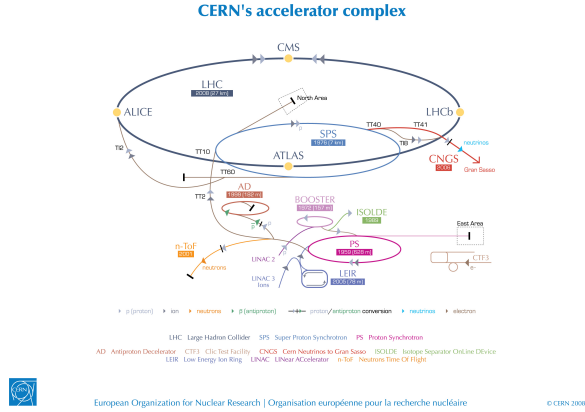 CERN's accelerator complex
CMS
LHC
2008 (27 km)
North Area
ALICE
LHCb
TT40
TT41
SPS
1976 (7 km)
TI8
neutrinos
TI2
TT10
ATLAS
CNGS
2006
Gran Sasso
TT60
AD
1999 (182 m)
TT2
BOOSTER
1972 (157 m)
ISOLDE
1989
East Area
n-ToF
2001
PS
1959 (628 m)
CTF3
neutrons
LINAC 2
LEIR
2005 (78 m)
LINAC 3
Ions
p (proton)
ion
neutrons
p̄ (antiproton)
proton/antiproton conversion
neutrinos
electron
LHC Large Hadron Collider SPS Super Proton Synchrotron PS Proton Synchrotron
AD Antiproton Decelerator CTF3 Clic Test Facility CNGS Cern Neutrinos to Gran Sasso ISOLDE Isotope Separator OnLine DEvice
LEIR Low Energy Ion Ring LINAC LINear ACcelerator n-ToF Neutrons Time Of Flight
CERN
European Organization for Nuclear Research | Organisation européenne pour la recherche nucléaire
© CERN 2008